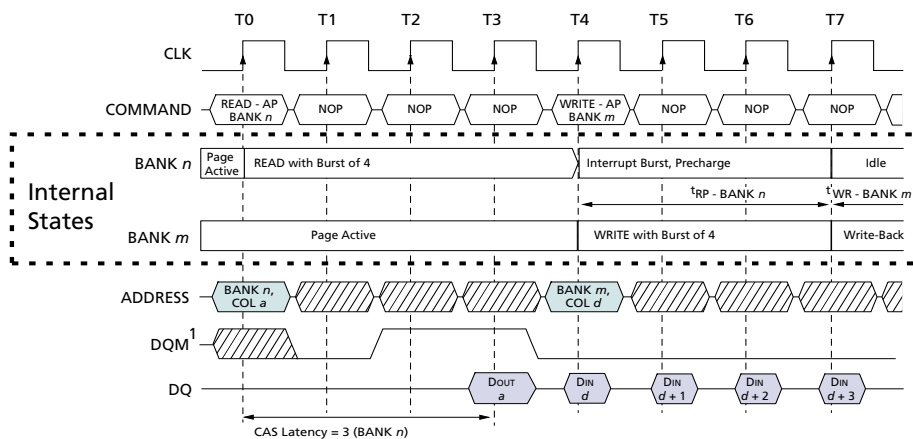 T0 T1 T2 T3 T4 T5 T6 T7
CLK
COMMAND READ - AP BANK n NOP NOP NOP WRITE - AP BANK m NOP NOP NOP
Internal States
BANK n Page Active READ with Burst of 4 Interrupt Burst, Precharge Idle
tRP - BANK n tWR - BANK m
BANK m Page Active WRITE with Burst of 4 Write-Back
ADDRESS BANK n, COL a BANK m, COL d
DQM1
DQ DOUT a DIN d DIN d + 1 DIN d + 2 DIN d + 3
CAS Latency = 3 (BANK n)